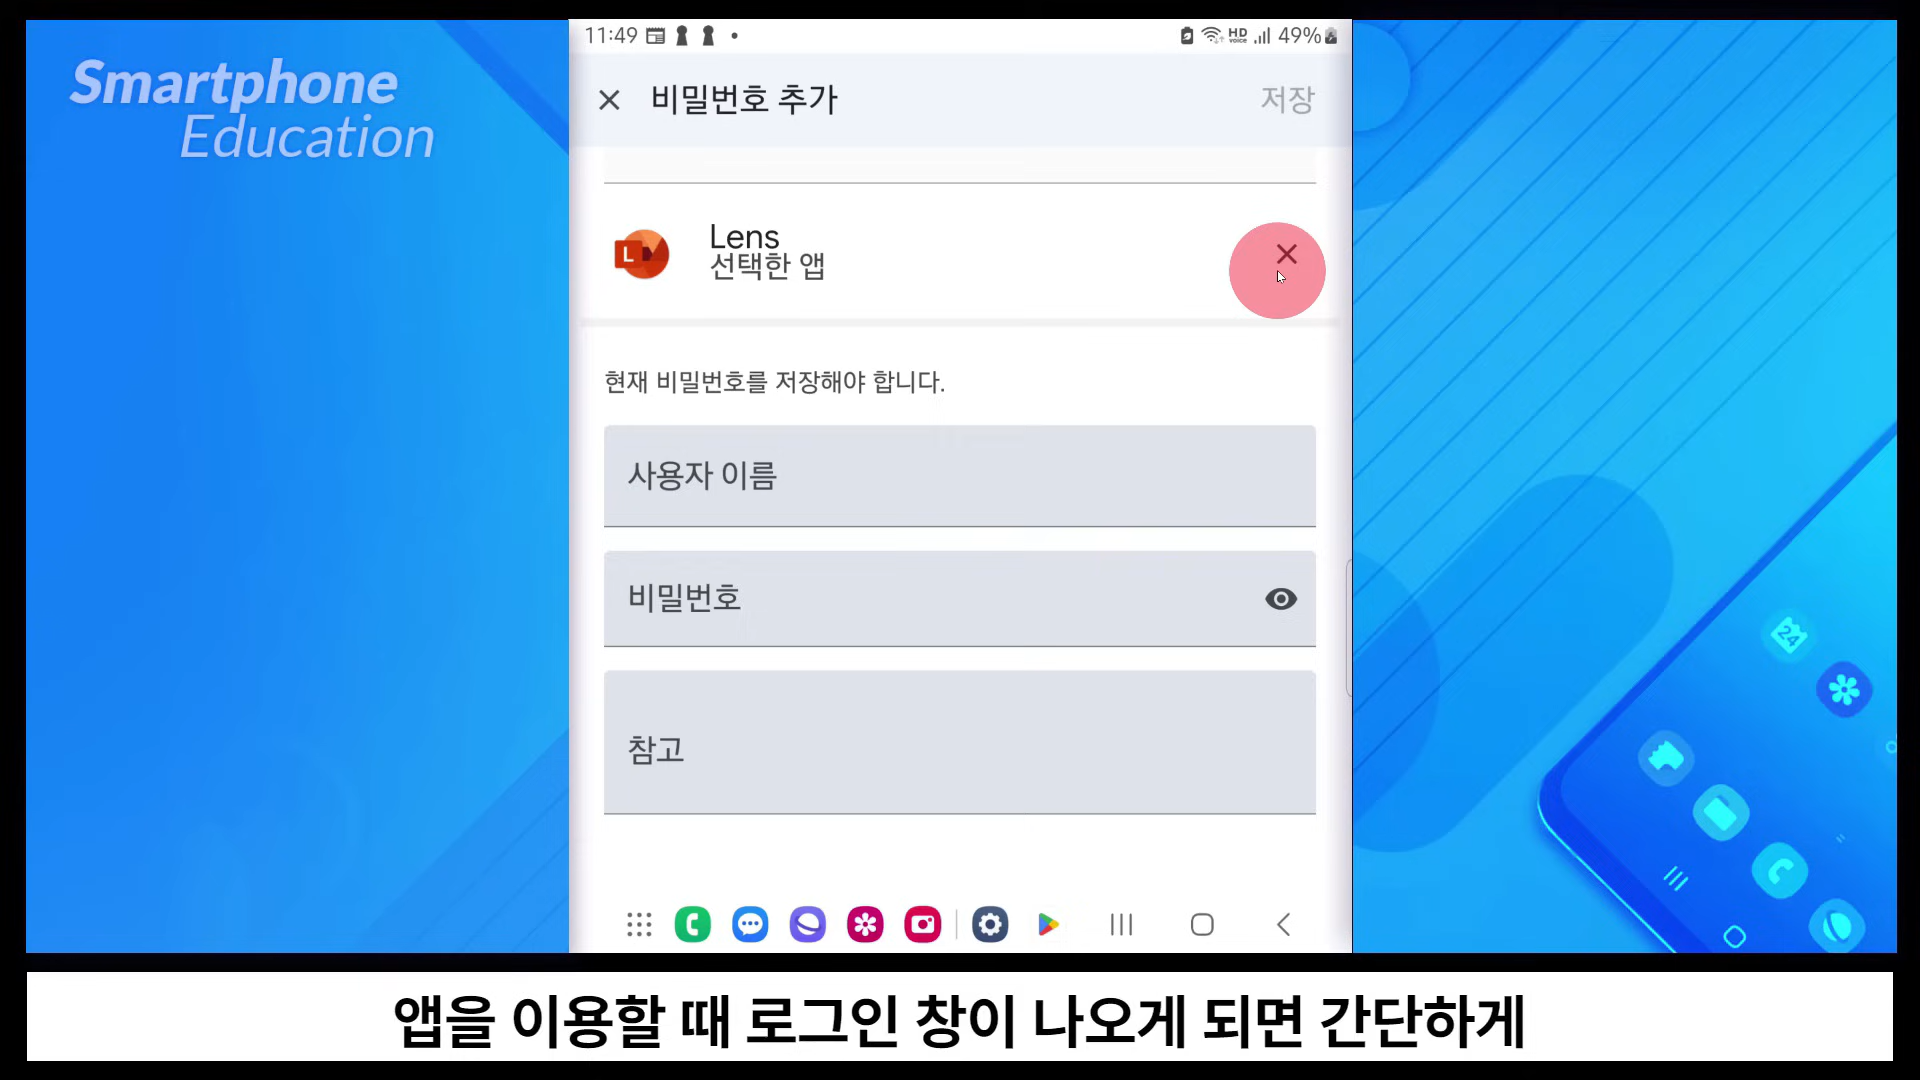 Smartphone
Education
11:49
HD
voice
49%
비밀번호 추가
저장
L
Lens
선택한 앱
현재 비밀번호를 저장해야 합니다.
사용자 이름
비밀번호
참고
24
앱을 이용할 때 로그인 창이 나오게 되면 간단하게